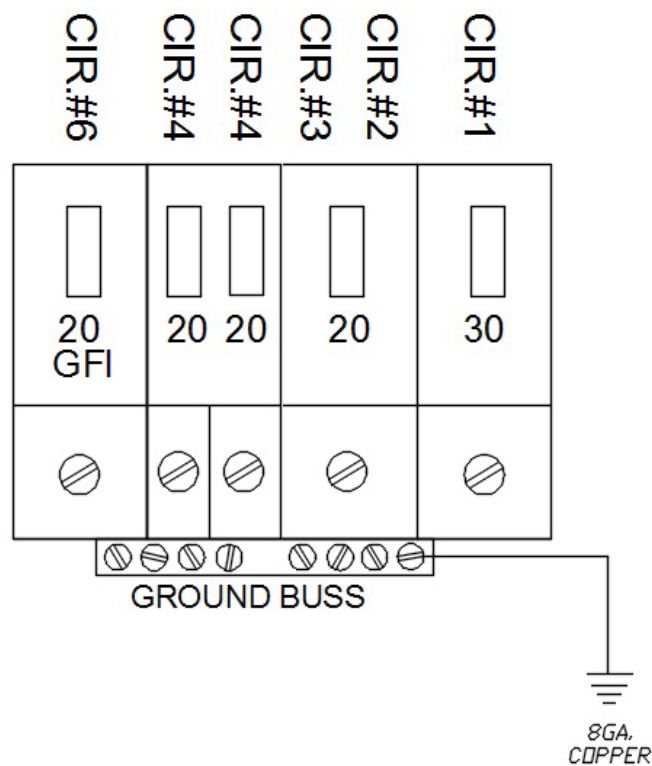 CIR.#6
CIR.#4
CIR.#4
CIR.#3
CIR.#2
CIR.#1
20
GFI
20
20
20
30
GROUND BUSS
8GA.
COPPER